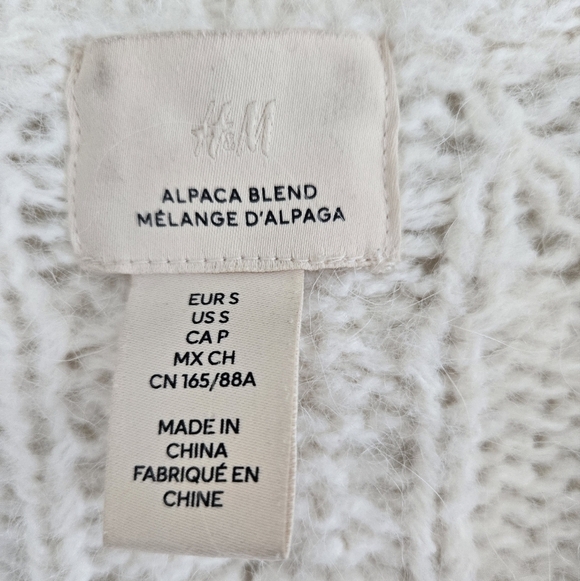 H&M
ALPACA BLEND
MÉLANGE D'ALPAGA
EUR S
US S
CA P
MX CH
CN 165/88A
MADE IN
CHINA
FABRIQUÉ EN
CHINE